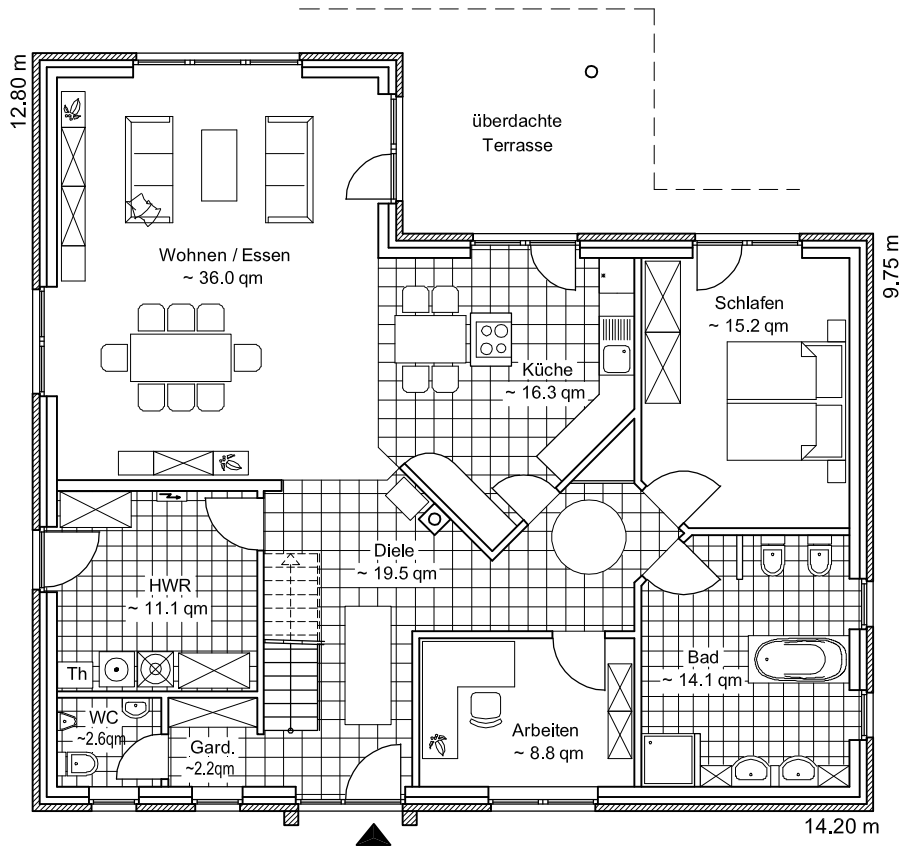 12.80 m
überdachte
Terrasse
Wohnen / Essen
~ 36.0 qm
9.75 m
Schlafen
~ 15.2 qm
Küche
~ 16.3 qm
Diele
~ 19.5 qm
HWR
~ 11.1 qm
Th
Bad
~ 14.1 qm
WC
~2.6qm
Gard.
~2.2qm
Arbeiten
~ 8.8 qm
14.20 m